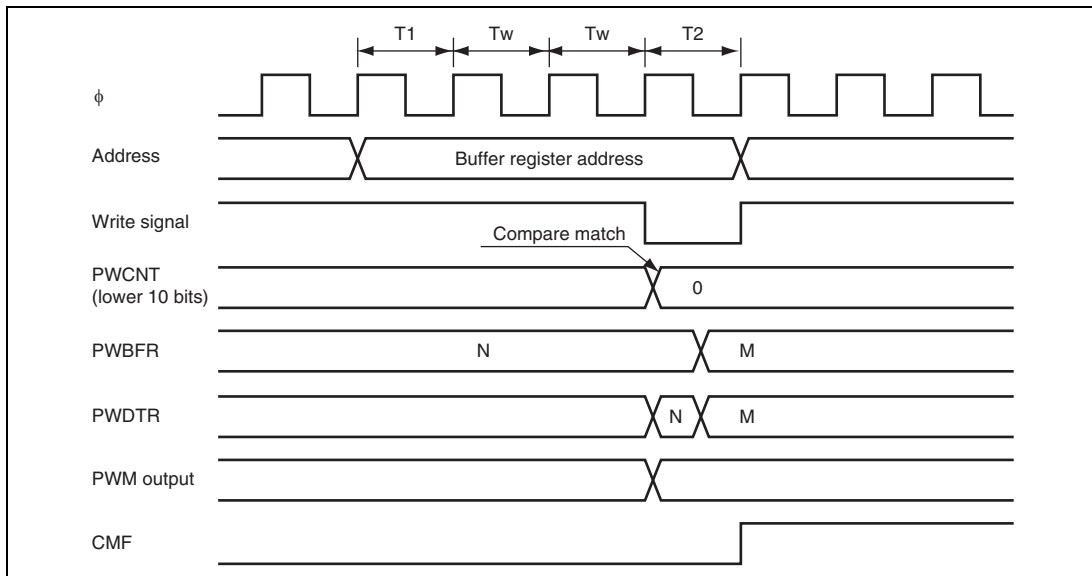 T1 Tw Tw T2
ϕ
Address Buffer register address
Write signal
Compare match
PWCNT
(lower 10 bits) 0
PWBFR N M
PWDTR N M
PWM output
CMF